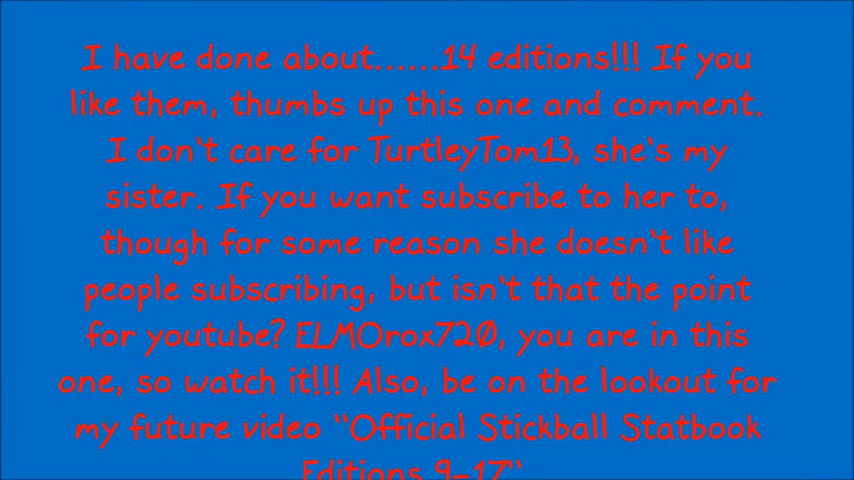 I have done about......14 editions!!! If you
like them, thumbs up this one and comment.
I don't care for TurtleyTom13, she's my
sister. If you want subscribe to her to,
though for some reason she doesn't like
people subscribing, but isn't that the point
for youtube? ELMOrox720, you are in this
one, so watch it!!! Also, be on the lookout for
my future video "Official Stickball Statbook
Editions 9-17"